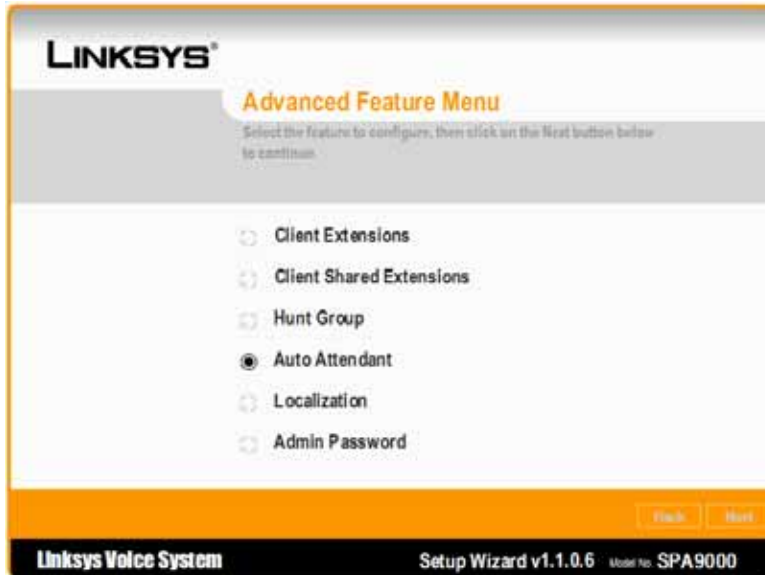 LINKSYS®
Advanced Feature Menu
Select the feature to configure, then click on the Next button below
to continue
Client Extensions
Client Shared Extensions
Hunt Group
Auto Attendant
Localization
Admin Password
Back Next
Linksys Voice System Setup Wizard v1.1.0.6 Model No. SPA9000